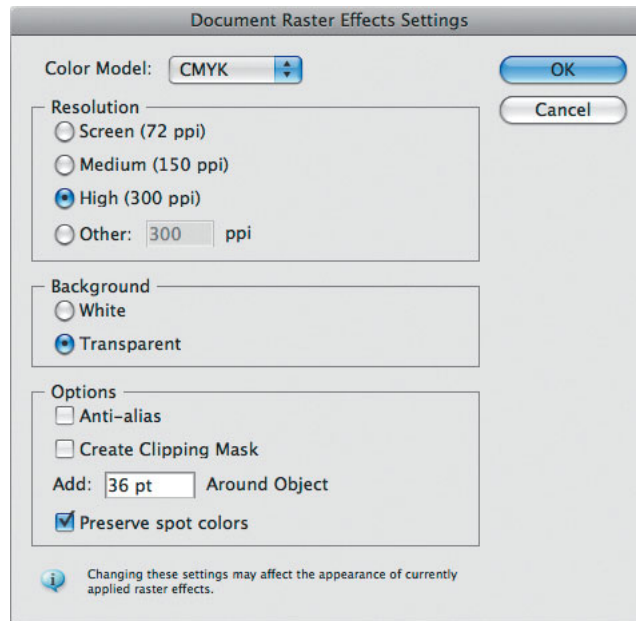 Document Raster Effects Settings
Color Model: CMYK
OK
Cancel
Resolution
Screen (72 ppi)
Medium (150 ppi)
High (300 ppi)
Other: 300 ppi
Background
White
Transparent
Options
Anti-alias
Create Clipping Mask
Add: 36 pt Around Object
Preserve spot colors
Changing these settings may affect the appearance of currently
applied raster effects.